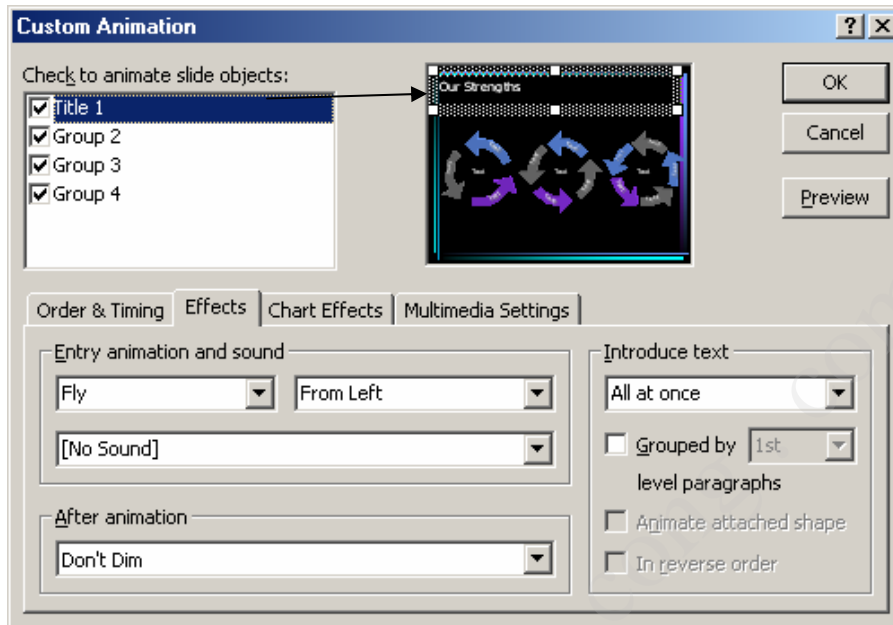 Custom Animation
Check to animate slide objects:
Title 1
Group 2
Group 3
Group 4
Our Strengths
OK
Cancel
Preview
Order & Timing
Effects
Chart Effects
Multimedia Settings
Entry animation and sound
Fly
From Left
[No Sound]
After animation
Don't Dim
Introduce text
All at once
Grouped by
1st
level paragraphs
Animate attached shape
In reverse order